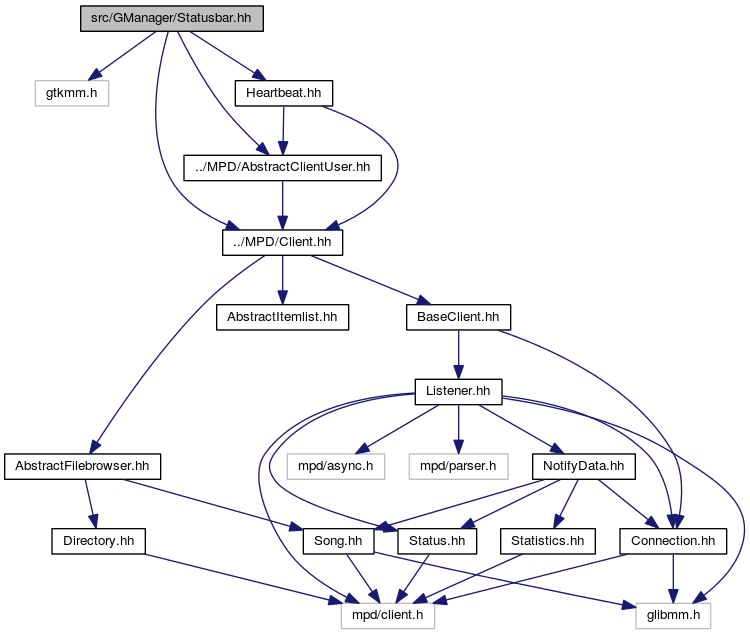 src/GManager/Statusbar.hh
gtkmm.h
Heartbeat.hh
../MPD/AbstractClientUser.hh
../MPD/Client.hh
AbstractItemlist.hh
BaseClient.hh
Listener.hh
AbstractFilebrowser.hh
mpd/async.h
mpd/parser.h
NotifyData.hh
Directory.hh
Song.hh
Status.hh
Statistics.hh
Connection.hh
mpd/client.h
glibmm.h